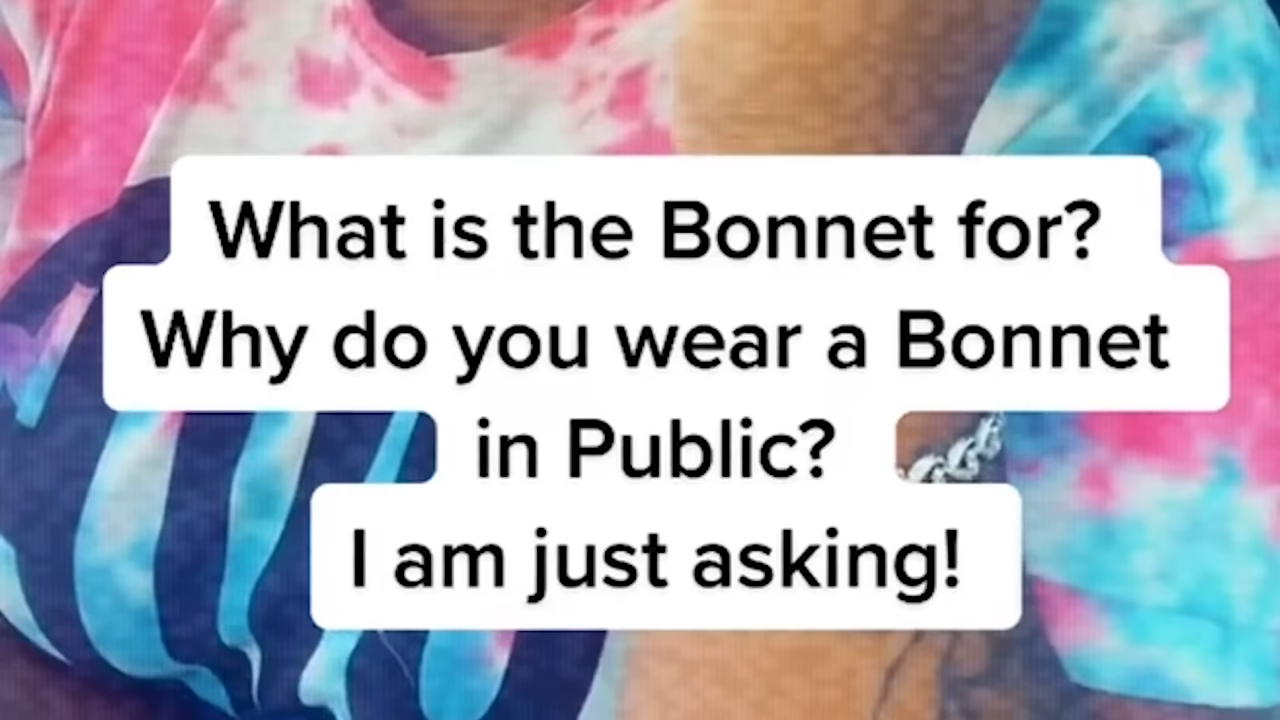 What is the Bonnet for?
Why do you wear a Bonnet
in Public?
I am just asking!